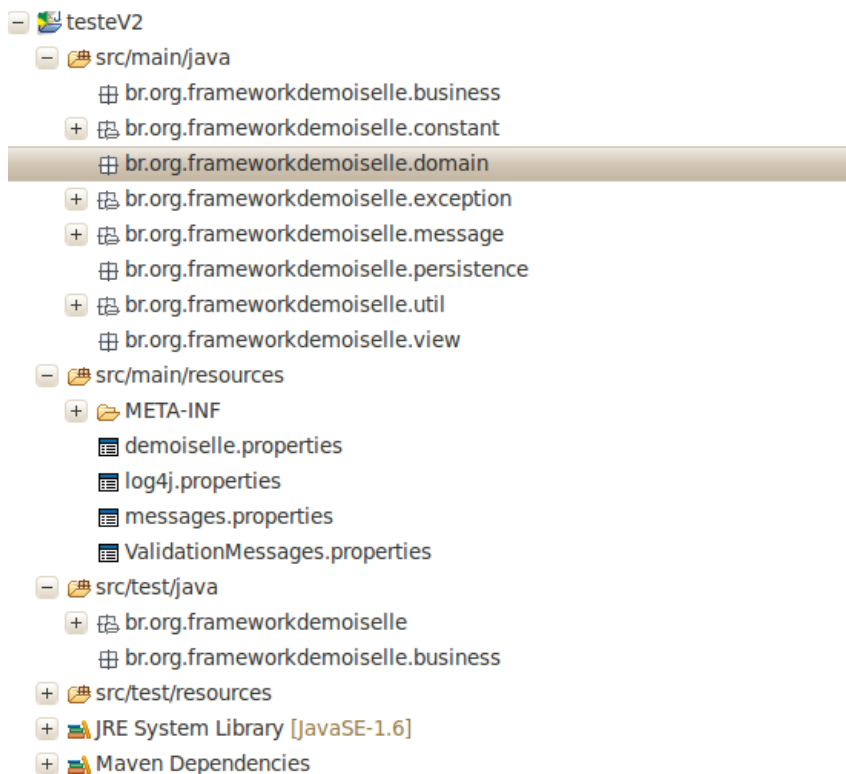 testeV2
src/main/java
br.org.frameworkdemoiselle.business
br.org.frameworkdemoiselle.constant
br.org.frameworkdemoiselle.domain
br.org.frameworkdemoiselle.exception
br.org.frameworkdemoiselle.message
br.org.frameworkdemoiselle.persistence
br.org.frameworkdemoiselle.util
br.org.frameworkdemoiselle.view
src/main/resources
META-INF
demoiselle.properties
log4j.properties
messages.properties
ValidationMessages.properties
src/test/java
br.org.frameworkdemoiselle
br.org.frameworkdemoiselle.business
src/test/resources
JRE System Library [JavaSE-1.6]
Maven Dependencies